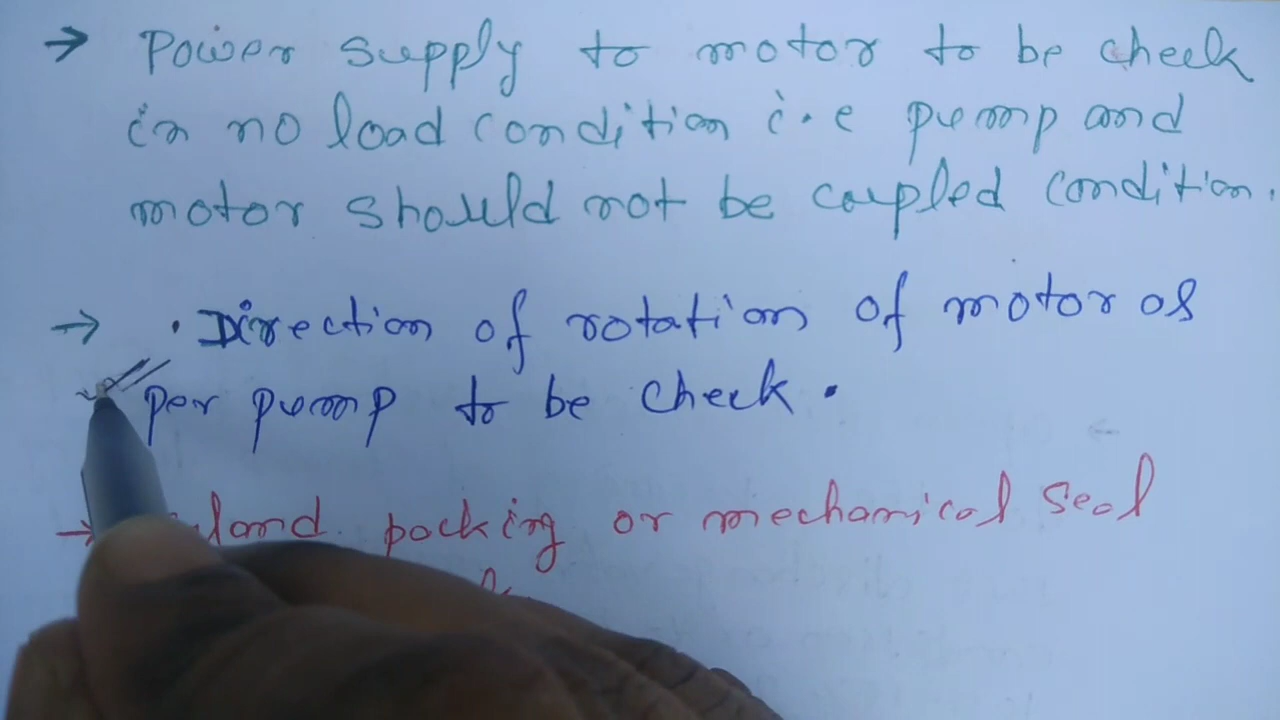 → Power supply to motor to be check
in no load condition i.e pump and
motor should not be coupled condition.
→ . Direction of rotation of motor as
per pump to be check.
→ packing or mechanical seal